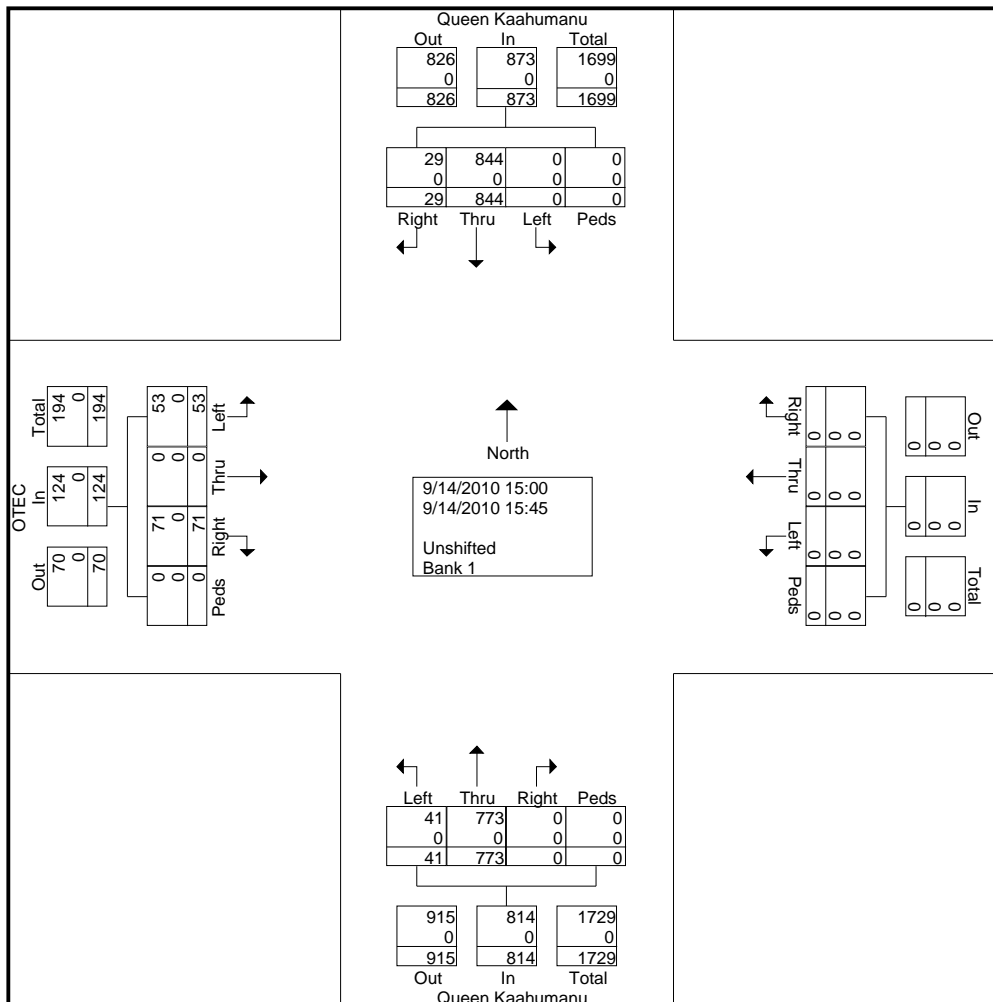 Queen Kaahumanu
Out In Total
826 873 1699
0 0 0
826 873 1699
29 844 0 0
0 0 0 0
29 844 0 0
Right Thru Left Peds
OTEC
Total
194 0 194
In
124 0 124
Out
70 0 70
53 0 53
Left
0 0 0
Thru
71 0 71
Right
0 0 0
Peds
North
9/14/2010 15:00
9/14/2010 15:45
Unshifted
Bank 1
Right
0 0 0
Thru
0 0 0
Left
0 0 0
Peds
0 0 0
Out
0 0 0
In
0 0 0
Total
0 0 0
Left Thru Right Peds
41 773 0 0
0 0 0 0
41 773 0 0
915 814 1729
0 0 0
915 814 1729
Out In Total
Queen Kaahumanu